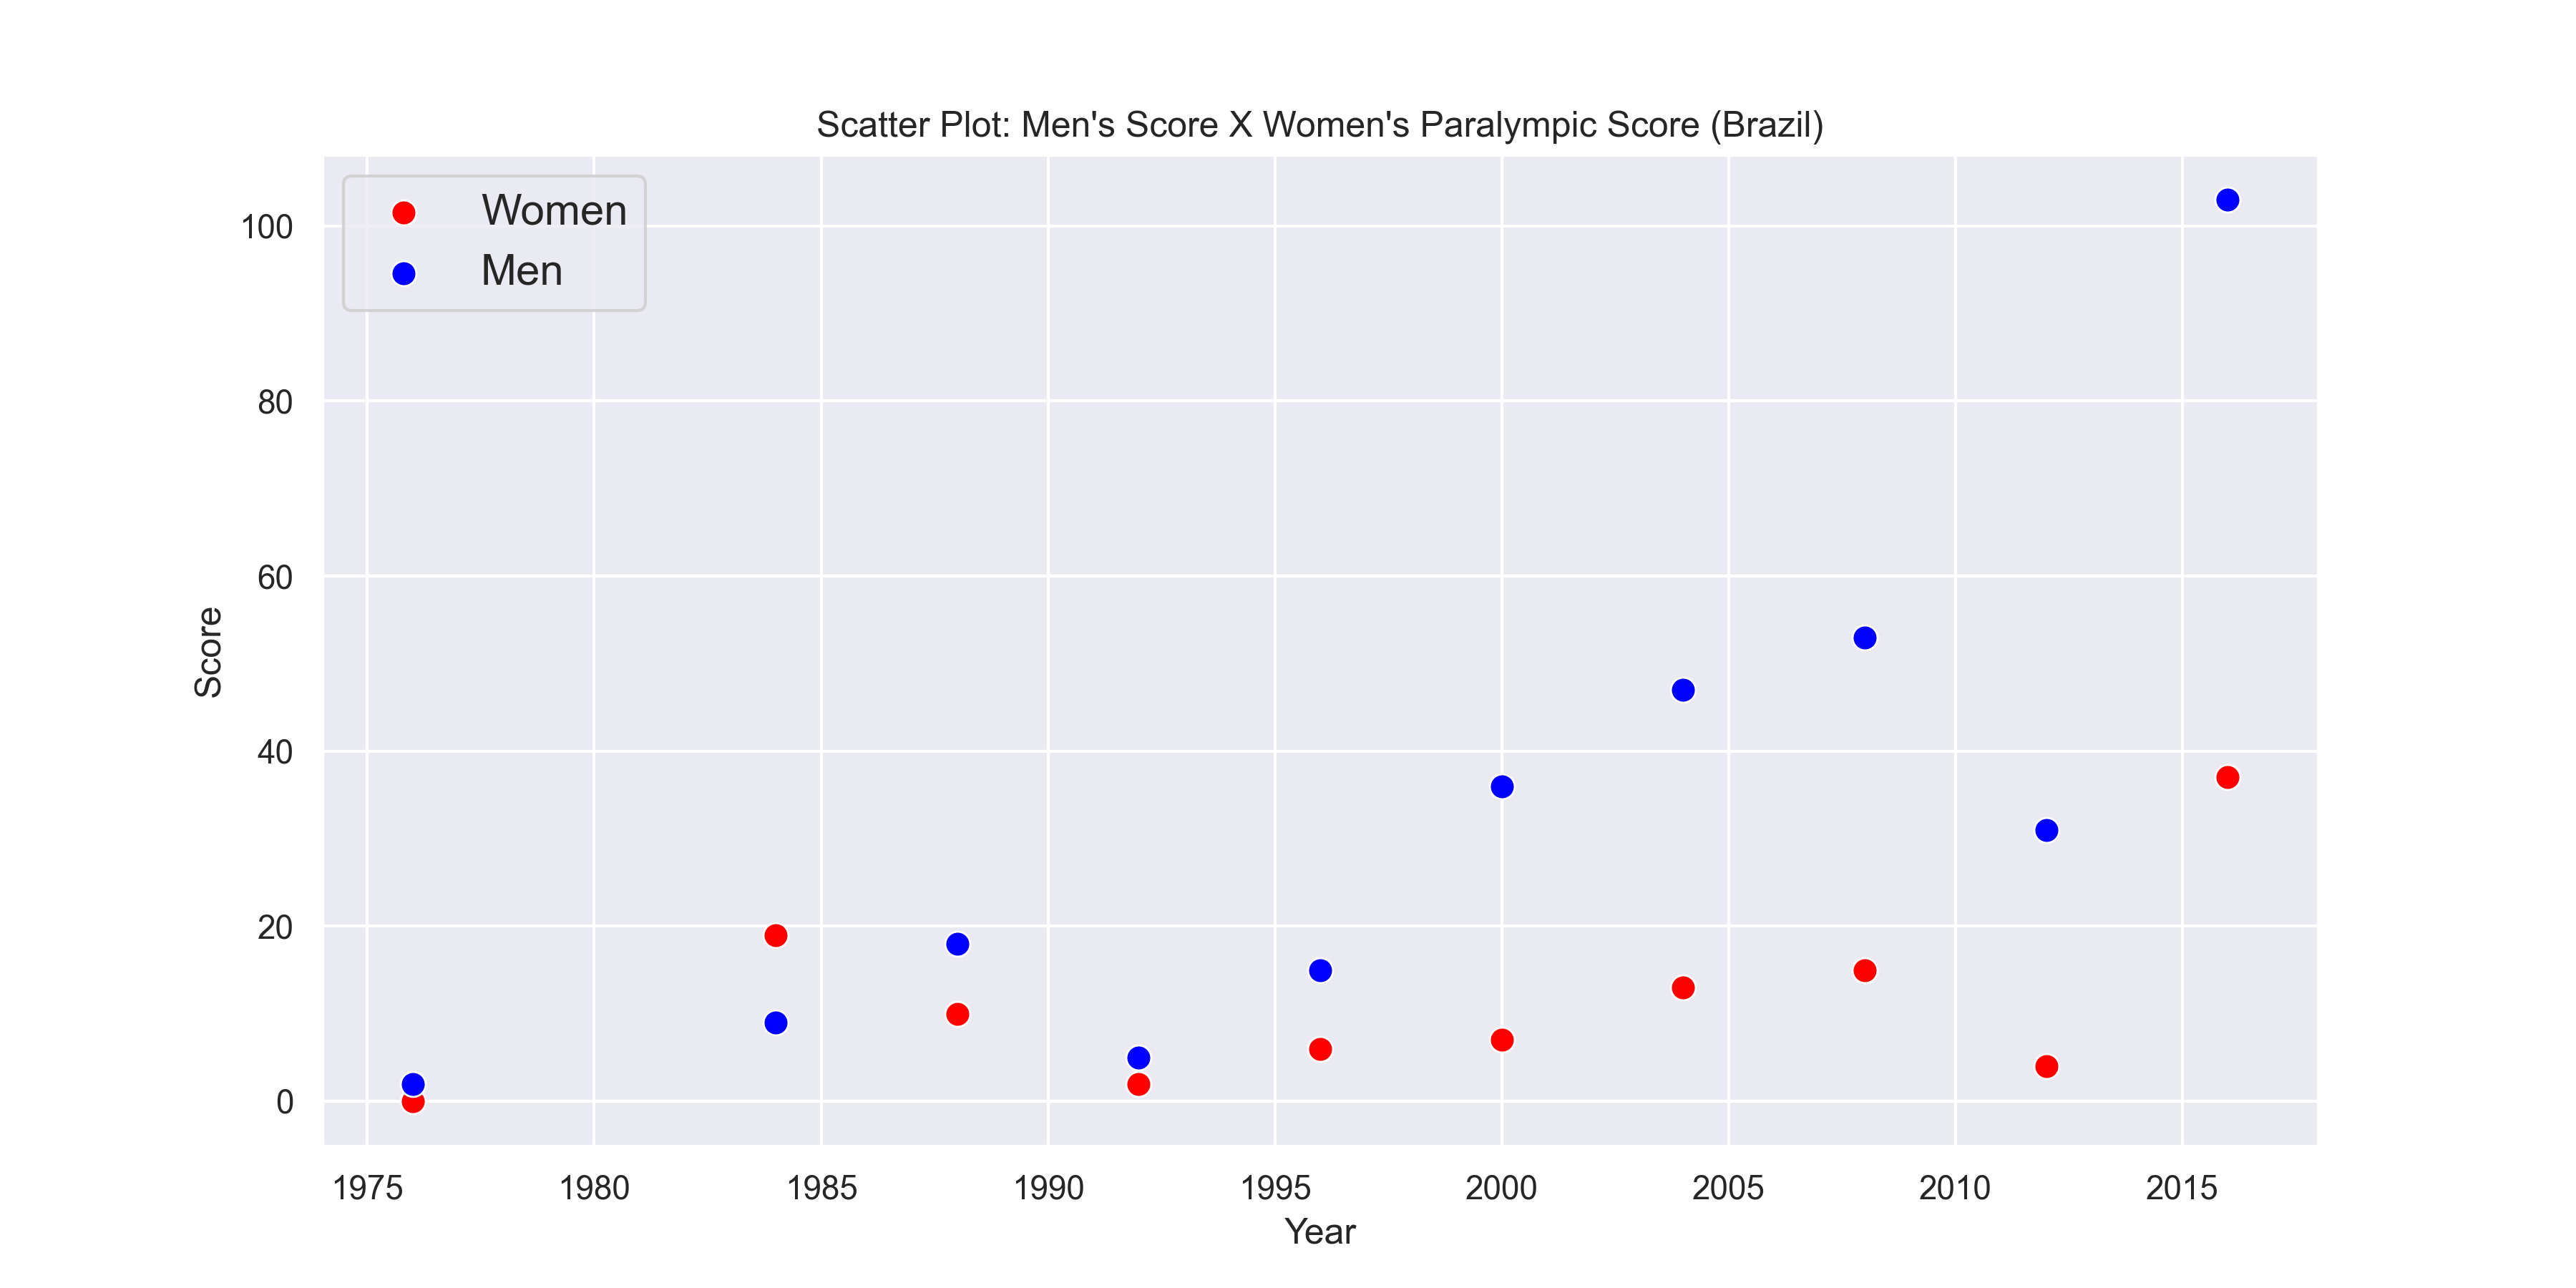 Scatter Plot: Men's Score X Women's Paralympic Score (Brazil)
Women
Men
100
80
60
40
20
0
Score
1975 1980 1985 1990 1995 2000 2005 2010 2015
Year